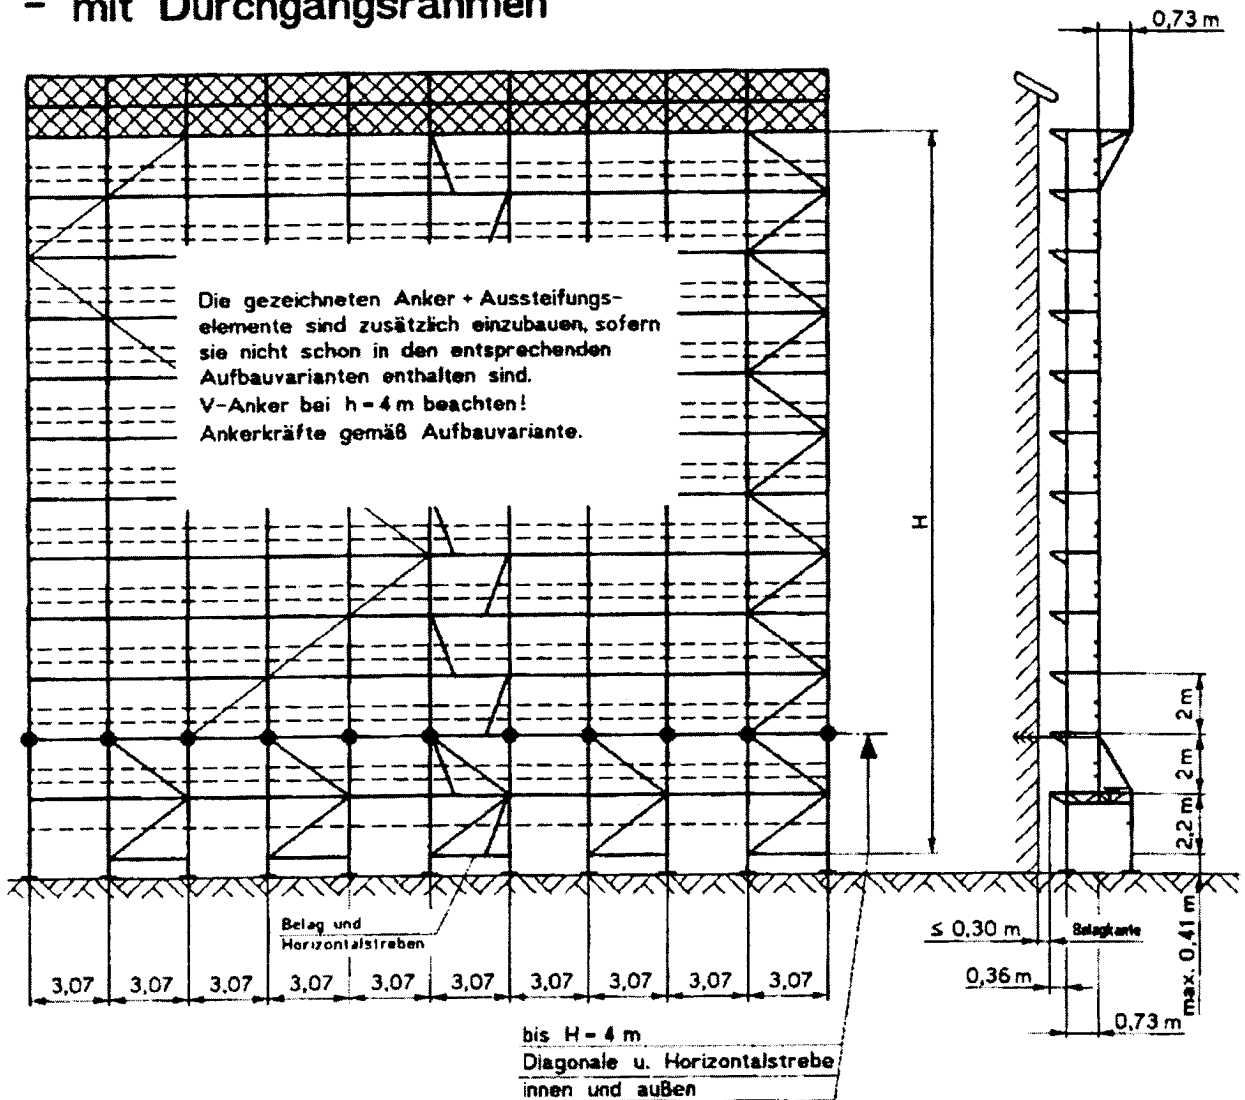 - mit Durchgangsrahmen
0,73 m
Die gezeichneten Anker + Aussteifungs-
elemente sind zusätzlich einzubauen, sofern
sie nicht schon in den entsprechenden
Aufbauvarianten enthalten sind.
V-Anker bei h = 4 m beachten!
Ankerkräfte gemäß Aufbauvariante.
H
2 m
2 m
2,2 m
max. 0,41 m
Belag und
Horizontalstreben
≤ 0,30 m
Belagkante
0,36 m
0,73 m
3,07 3,07 3,07 3,07 3,07 3,07 3,07 3,07 3,07 3,07
bis H = 4 m
Diagonale u. Horizontalstrebe
innen und außen